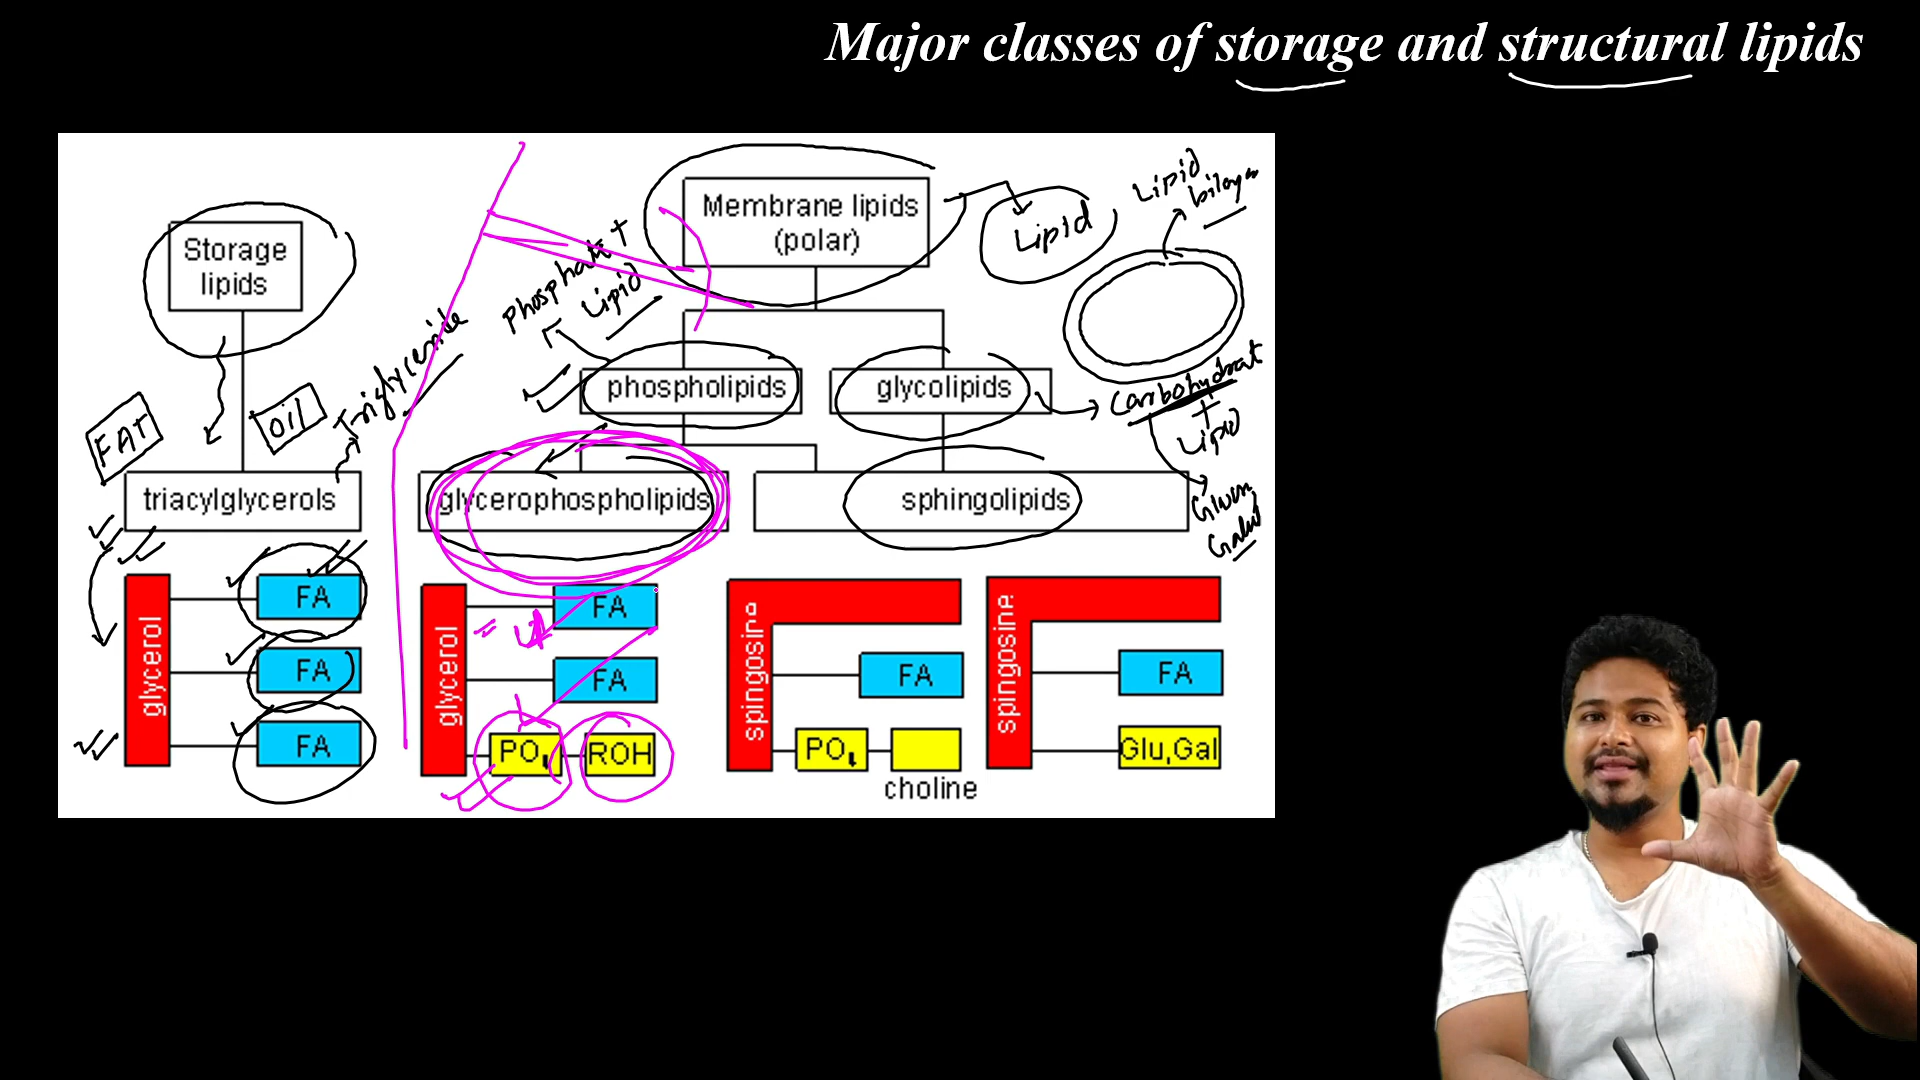 Major classes of storage and structural lipids
Storage
lipids
Membrane lipids
(polar)
Lipid
Lipid
phosphate +
Lipid
FAT
OIL
Triglyceride
phospholipids
glycolipids
Carbohydrat
+
Lipid
triacylglycerols
glycerophospholipids
sphingolipids
glycerol
FA
FA
FA
glycerol
FA
FA
PO4
ROH
spingosine
FA
PO4
choline
spingosine
FA
Glu,Gal